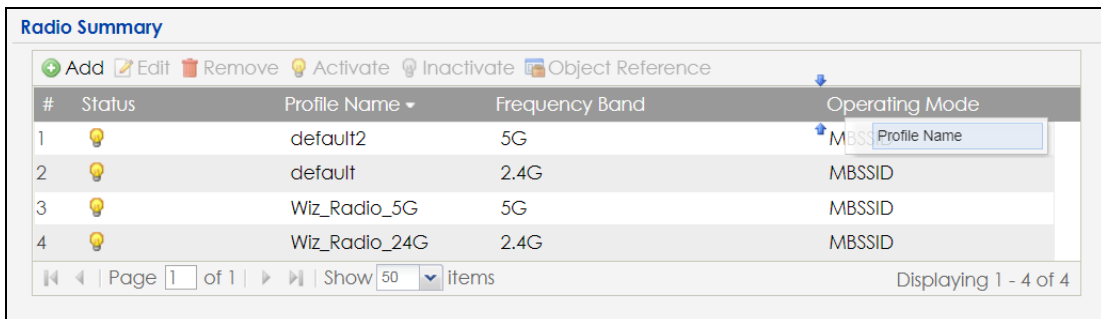 Radio Summary
Add Edit Remove Activate Inactivate Object Reference
# Status Profile Name Frequency Band Operating Mode
1 default2 5G MBSSID Profile Name
2 default 2.4G MBSSID
3 Wiz_Radio_5G 5G MBSSID
4 Wiz_Radio_24G 2.4G MBSSID
Page 1 of 1 Show 50 items Displaying 1 - 4 of 4